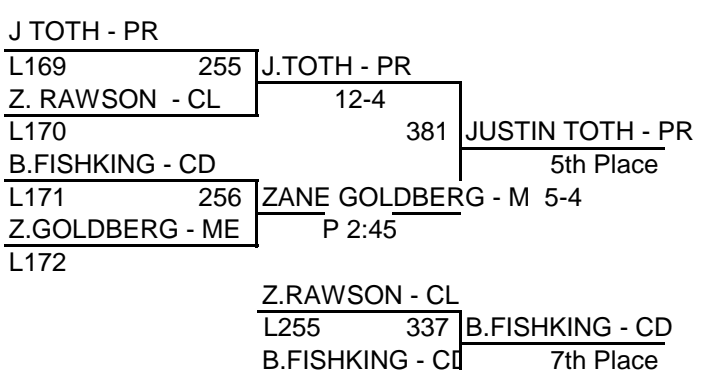 J TOTH - PR
L169 255 J.TOTH - PR
Z. RAWSON - CL 12-4
L170 381 JUSTIN TOTH - PR
B.FISHKING - CD 5th Place
L171 256 ZANE GOLDBERG - M 5-4
Z.GOLDBERG - ME P 2:45
L172
Z.RAWSON - CL
L255 337 B.FISHKING - CD
B.FISHKING - CD 7th Place